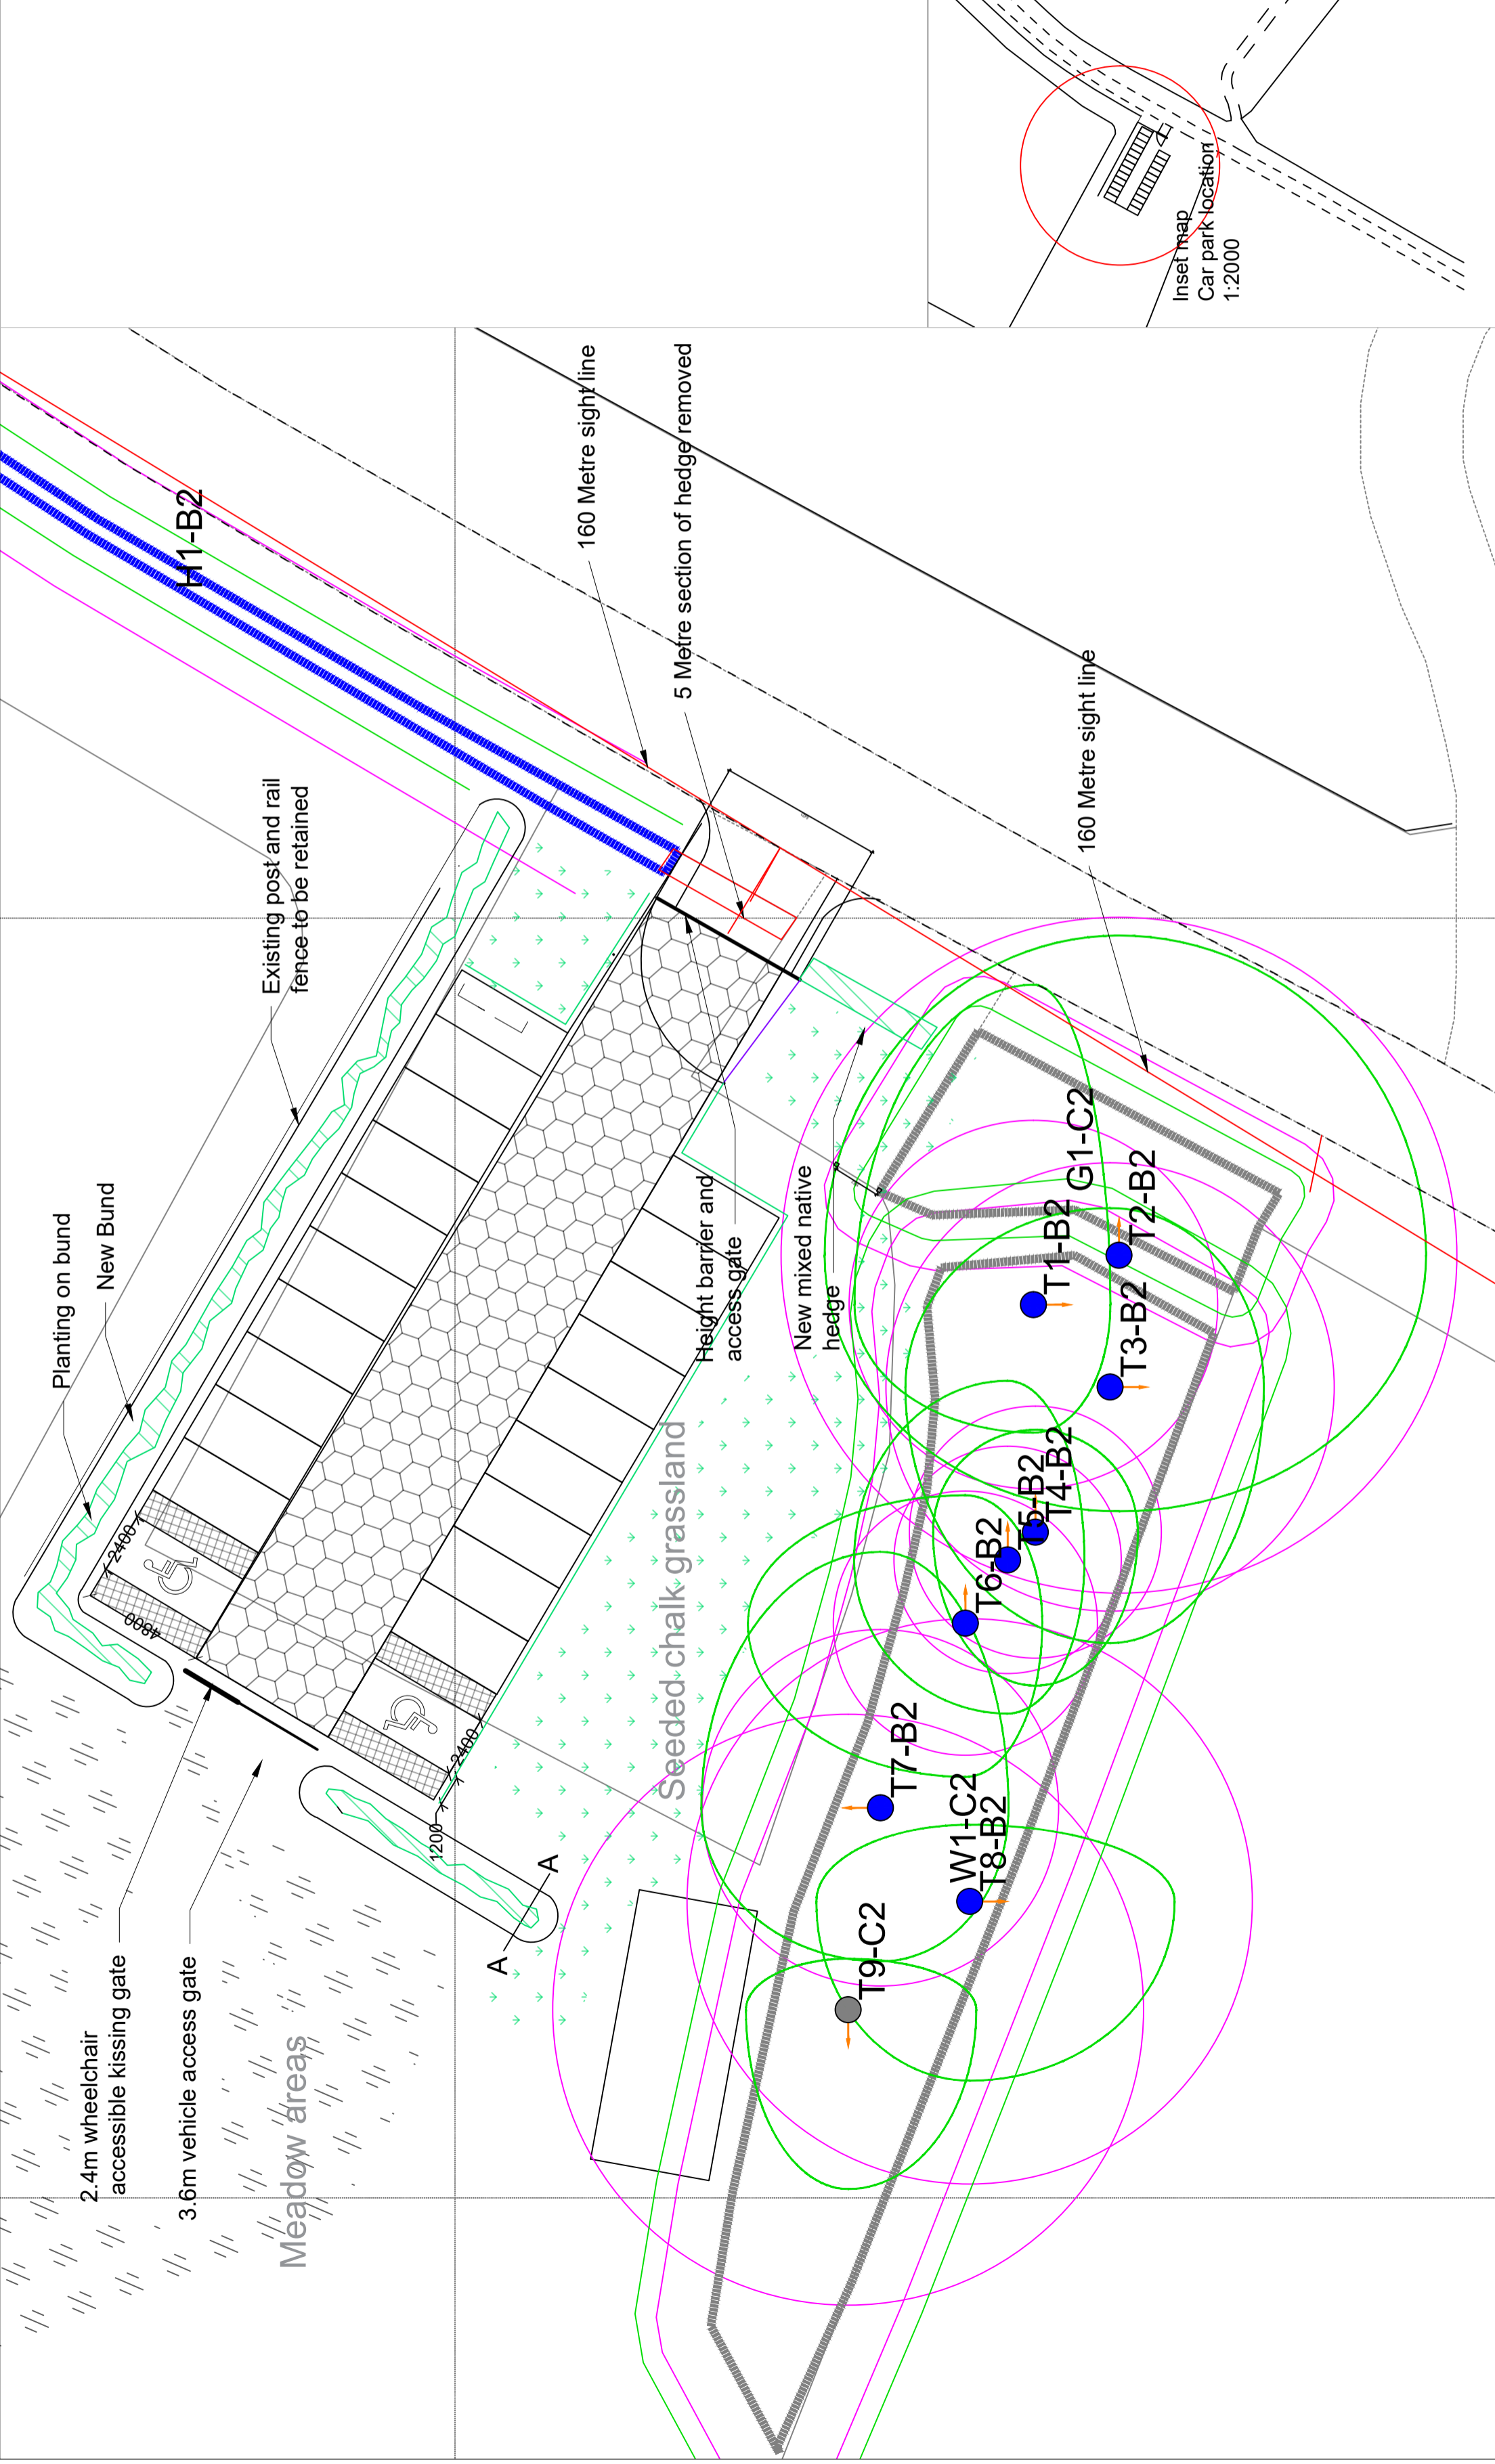 Planting on bund
New Bund
Existing post and rail
fence to be retained
H1-B2
160 Metre sight line
5 Metre section of hedge removed
160 Metre sight line
Inset map
Car park location
1:2000
2400
4800
2400
1200
A
A
2.4m wheelchair
accessible kissing gate
3.6m vehicle access gate
Meadow areas
Seeded chalk grassland
Height barrier and
access gate
New mixed native
hedge
G1-C2
T1-B2
T2-B2
T3-B2
T4-B2
T5-B2
T6-B2
T7-B2
W1-C2
T8-B2
T9-C2